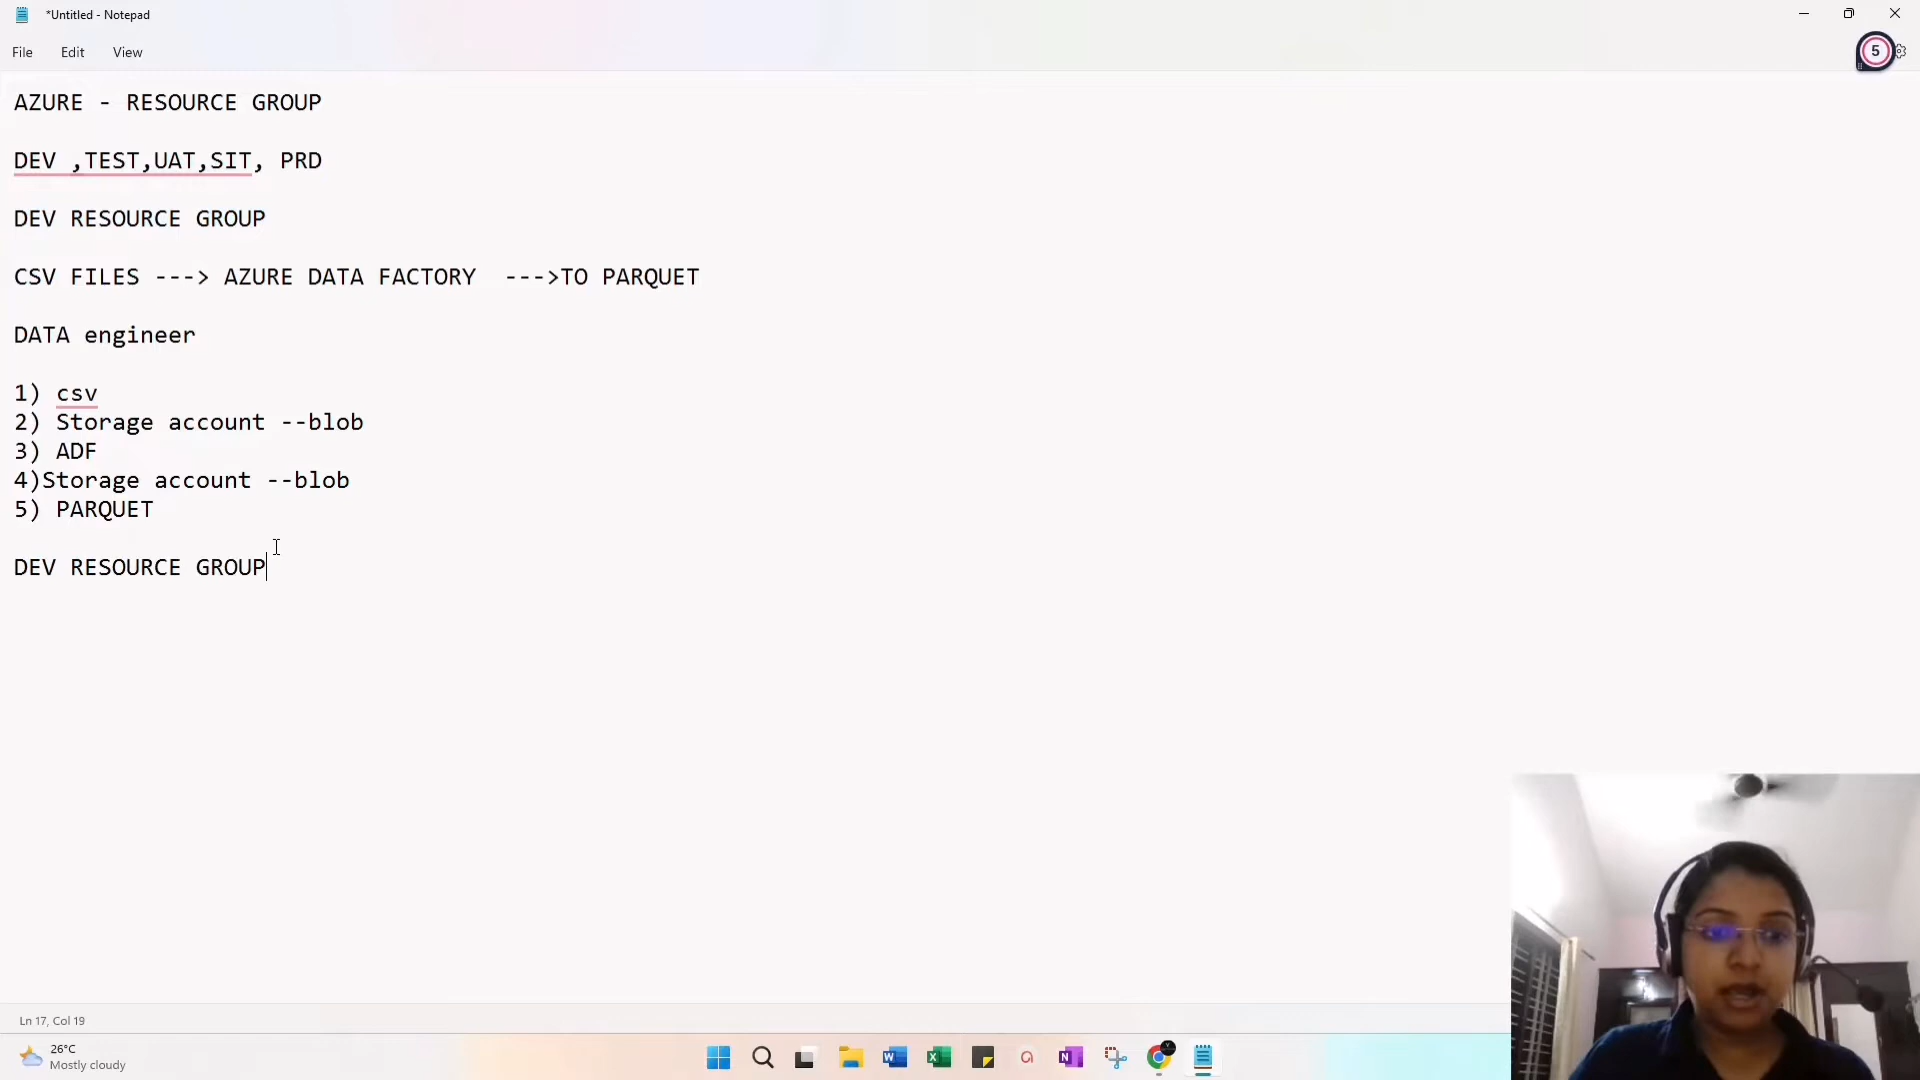 *Untitled - Notepad
File Edit View
5
AZURE - RESOURCE GROUP
DEV ,TEST,UAT,SIT, PRD
DEV RESOURCE GROUP
CSV FILES ---> AZURE DATA FACTORY  --->TO PARQUET
DATA engineer
1) csv
2) Storage account --blob
3) ADF
4)Storage account --blob
5) PARQUET
DEV RESOURCE GROUP
Ln 17, Col 19
26°C
Mostly cloudy